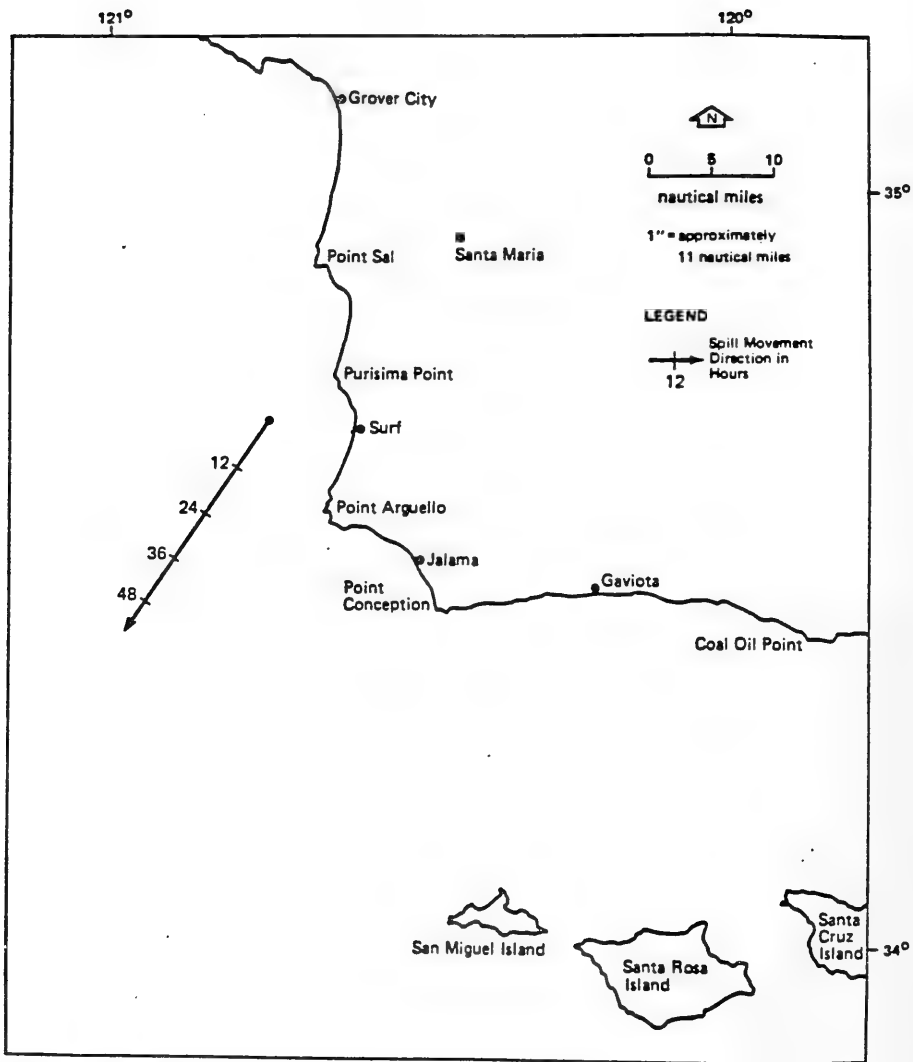 121°
120°
Grover City
N
0 5 10
nautical miles
35°
1" = approximately
11 nautical miles
Point Sal
Santa Maria
LEGEND
Spill Movement
Direction in
Hours
12
Purisima Point
Surf
12
24
Point Arguello
36
Jalama
48
Point
Conception
Gaviota
Coal Oil Point
San Miguel Island
Santa Rosa
Island
Santa
Cruz
Island
34°